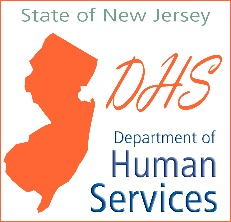 State of New Jersey
DHS
Department of
Human
Services